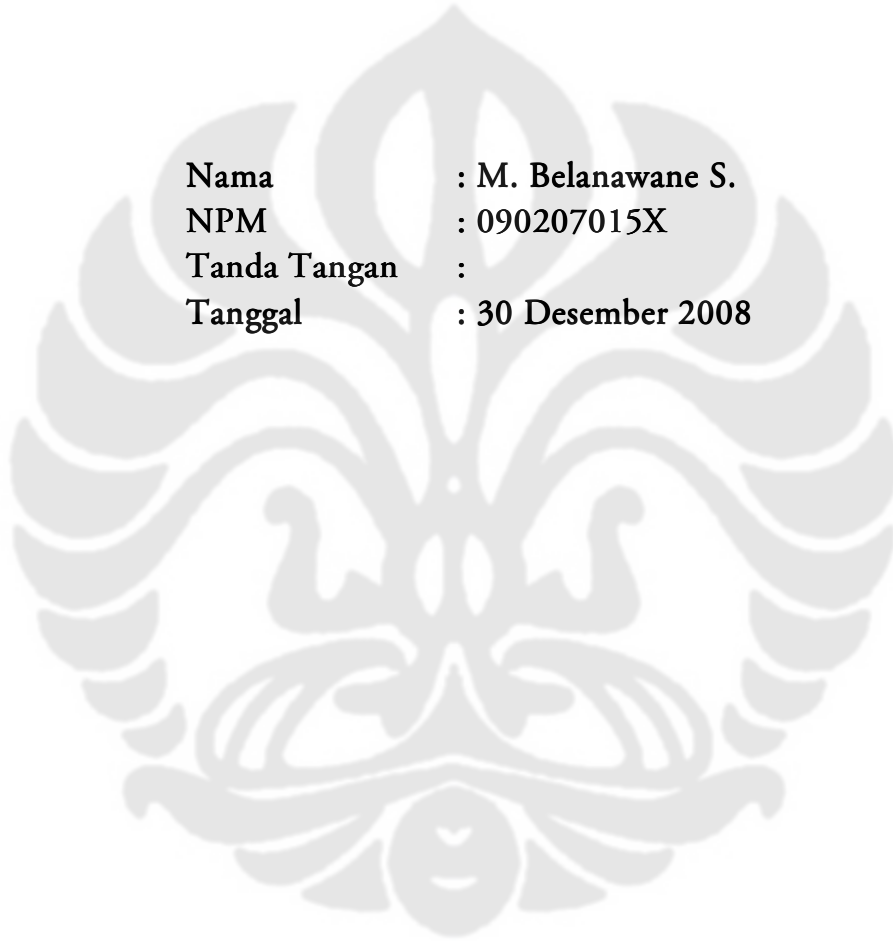 Nama : M. Belanawane S.
NPM : 090207015X
Tanda Tangan :
Tanggal : 30 Desember 2008